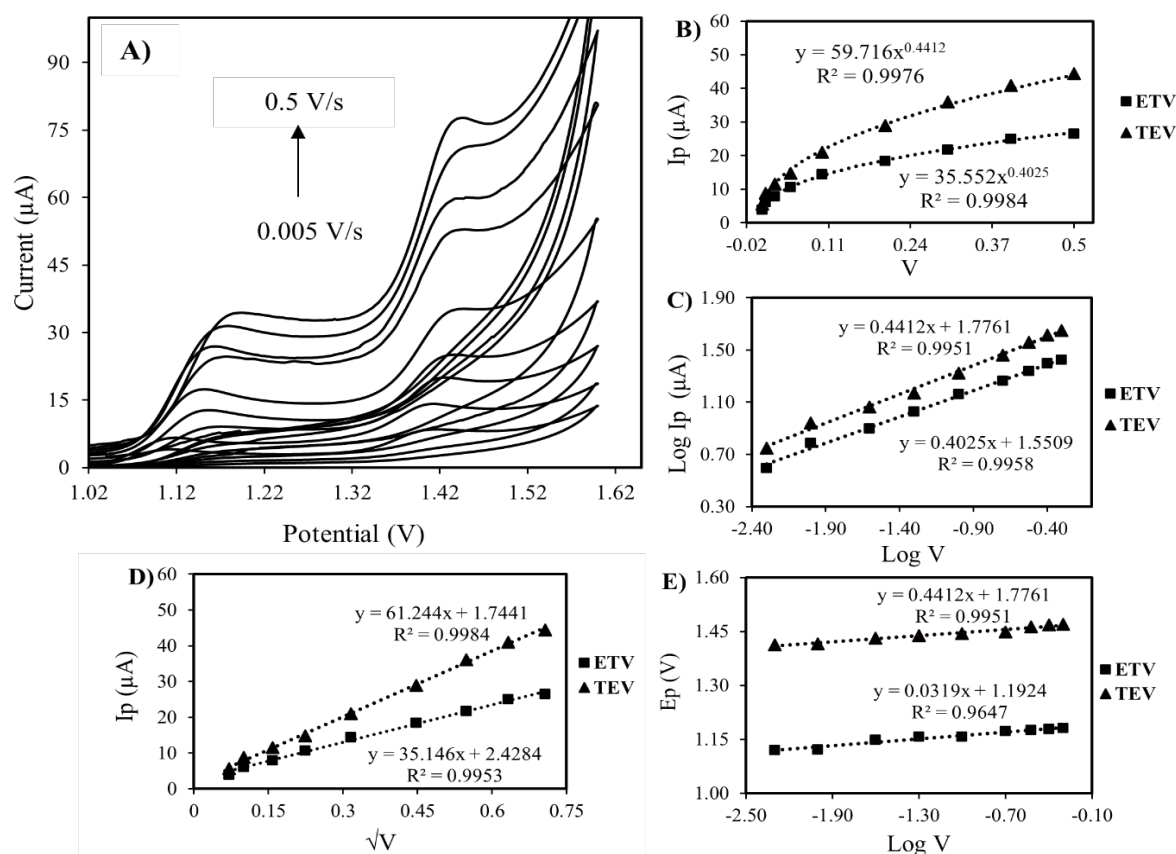 A)
0.5 V/s
0.005 V/s
90
75
60
45
30
15
0
1.02 1.12 1.22 1.32 1.42 1.52 1.62
Current (µA)
Potential (V)
B)
y = 59.716x^0.4412
R² = 0.9976
y = 35.552x^0.4025
R² = 0.9984
60
50
40
30
20
10
0
-0.02 0.11 0.24 0.37 0.5
Ip (µA)
V
ETV
TEV
C)
y = 0.4412x + 1.7761
R² = 0.9951
y = 0.4025x + 1.5509
R² = 0.9958
1.90
1.50
1.10
0.70
0.30
-2.40 -1.90 -1.40 -0.90 -0.40
Log Ip (µA)
Log V
ETV
TEV
D)
y = 61.244x + 1.7441
R² = 0.9984
y = 35.146x + 2.4284
R² = 0.9953
60
50
40
30
20
10
0
0 0.15 0.3 0.45 0.6 0.75
Ip (µA)
√V
ETV
TEV
E)
y = 0.4412x + 1.7761
R² = 0.9951
y = 0.0319x + 1.1924
R² = 0.9647
1.60
1.45
1.30
1.15
1.00
-2.50 -1.90 -1.30 -0.70 -0.10
Ep (V)
Log V
ETV
TEV